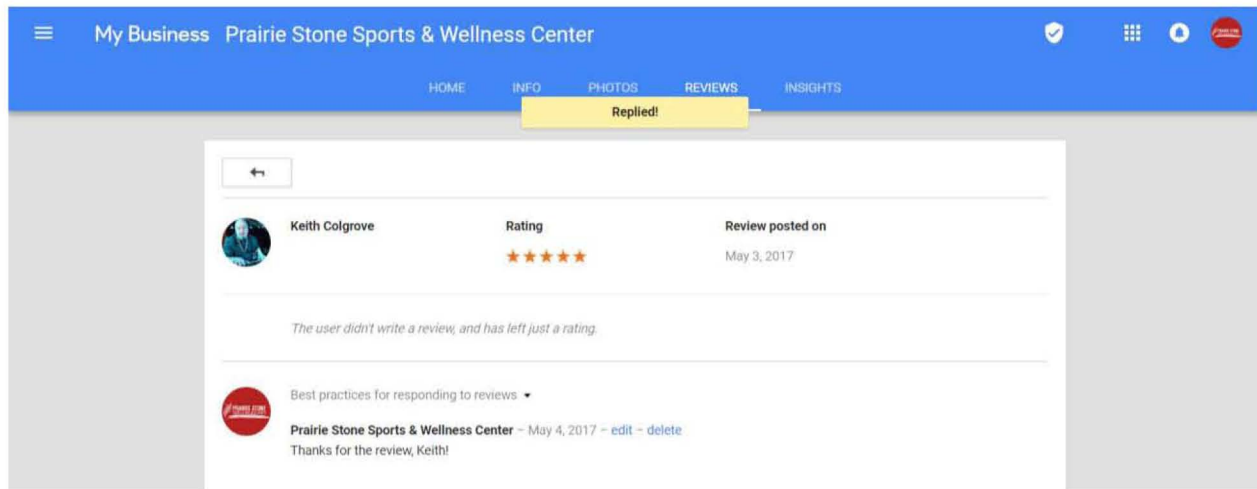 My Business Prairie Stone Sports & Wellness Center
HOME INFO PHOTOS REVIEWS INSIGHTS
Replied!
Keith Colgrove Rating Review posted on
May 3, 2017
The user didn't write a review, and has left just a rating.
Best practices for responding to reviews
Prairie Stone Sports & Wellness Center - May 4, 2017 - edit - delete
Thanks for the review, Keith!